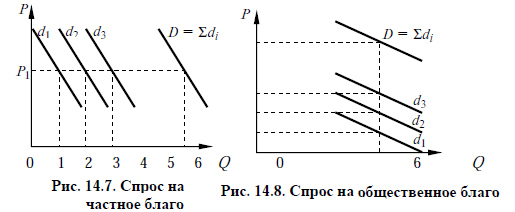 P
d₁ d₂ d₃ D = Σdᵢ
P₁
0 1 2 3 4 5 6 Q
Рис. 14.7. Спрос на
частное благо
P
D = Σdᵢ
d₃
d₂
d₁
0 6 Q
Рис. 14.8. Спрос на общественное благо